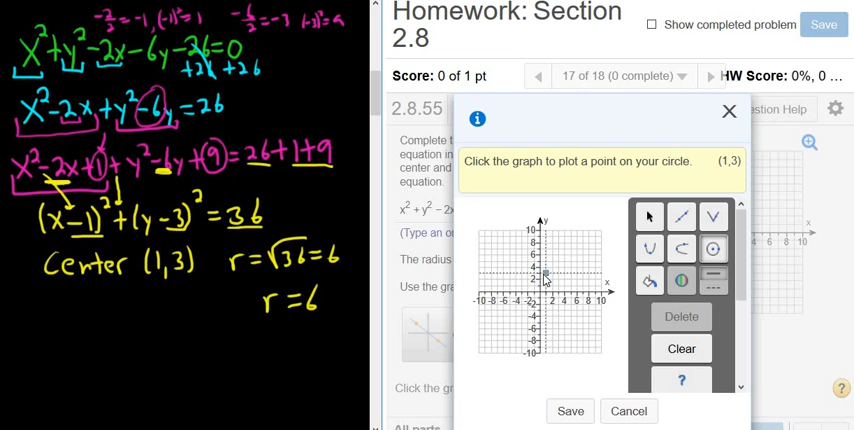 -2/2 = -1, (-1)² = 1 -6/2 = -3 (-3)² = 9
x² + y² - 2x - 6y - 26 = 0
+26 +26
x² - 2x + y² - 6y = 26
x² - 2x + 1 + y² - 6y + 9 = 26 + 1 + 9
(x - 1)² + (y - 3)² = 36
Center (1, 3) r = √36 = 6
r = 6
Homework: Section 2.8
Show completed problem
Save
Score: 0 of 1 pt
17 of 18 (0 complete)
HW Score: 0%, 0 ...
2.8.55
estion Help
Complete t
equation in
center and
equation.
x² + y² - 2x
(Type an or
The radius
Use the gra
Click the gr
All parts
Click the graph to plot a point on your circle. (1,3)
y
10
8
6
4
2
x
-10 -8 -6 -4 -2 2 4 6 8 10
-2
-4
-6
-8
-10
Delete
Clear
?
Save
Cancel
x
4 6 8 10
?